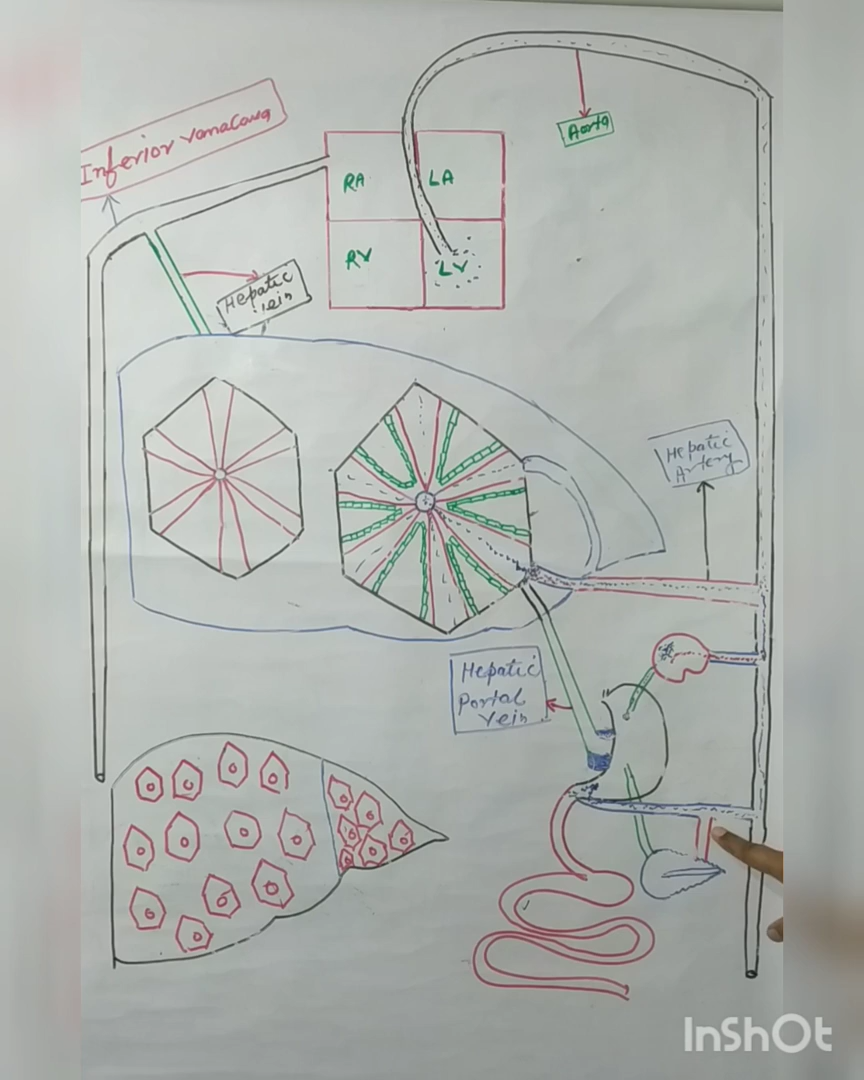 Aorta
Inferior vanacava
RA
LA
RV
LV
Hepatic
vein
Hepatic
Artery
Hepatic
Portal
vein
InShOt